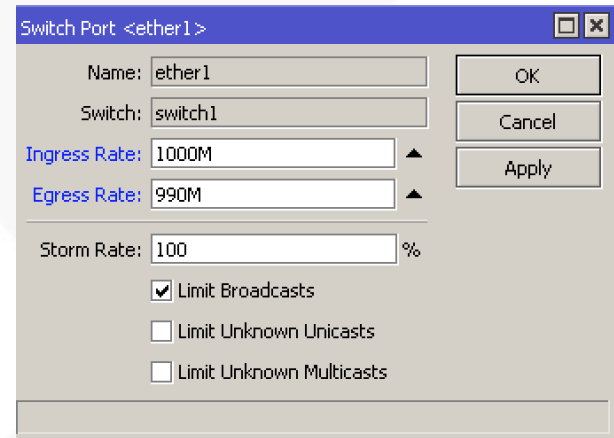 Switch Port <ether1>
Name: ether1
OK
Switch: switch1
Cancel
Ingress Rate: 1000M
Apply
Egress Rate: 990M
Storm Rate: 100 %
Limit Broadcasts
Limit Unknown Unicasts
Limit Unknown Multicasts